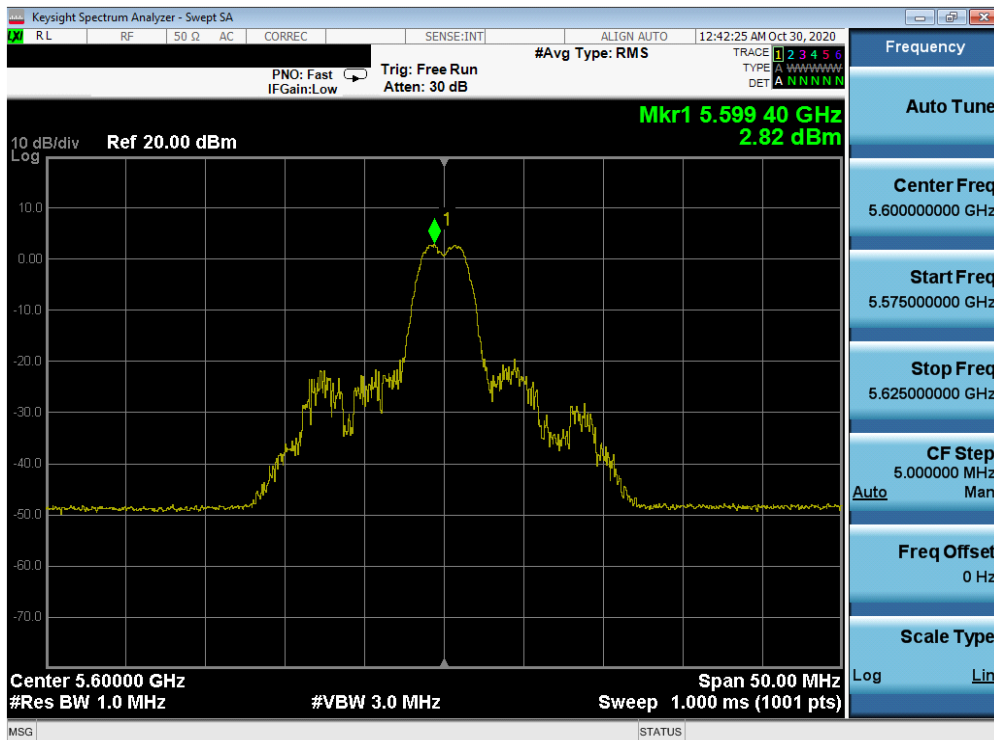 Keysight Spectrum Analyzer - Swept SA
LXI RL RF 50 Ω AC CORREC SENSE:INT ALIGN AUTO 12:42:25 AM Oct 30, 2020
PNO: Fast
IFGain:Low
Trig: Free Run
Atten: 30 dB
#Avg Type: RMS
TRACE 1 2 3 4 5 6
TYPE A WWWWW
DET A N N N N N
Mkr1 5.599 40 GHz
2.82 dBm
10 dB/div Ref 20.00 dBm
Log
1
10.0
0.00
-10.0
-20.0
-30.0
-40.0
-50.0
-60.0
-70.0
Center 5.60000 GHz Span 50.00 MHz
#Res BW 1.0 MHz #VBW 3.0 MHz Sweep 1.000 ms (1001 pts)
MSG STATUS
Frequency
Auto Tune
Center Freq
5.600000000 GHz
Start Freq
5.575000000 GHz
Stop Freq
5.625000000 GHz
CF Step
5.000000 MHz
Auto Man
Freq Offset
0 Hz
Scale Type
Log Lin